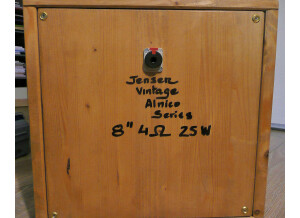 Jensen
Vintage
Alnico
Series
8" 4Ω 25W